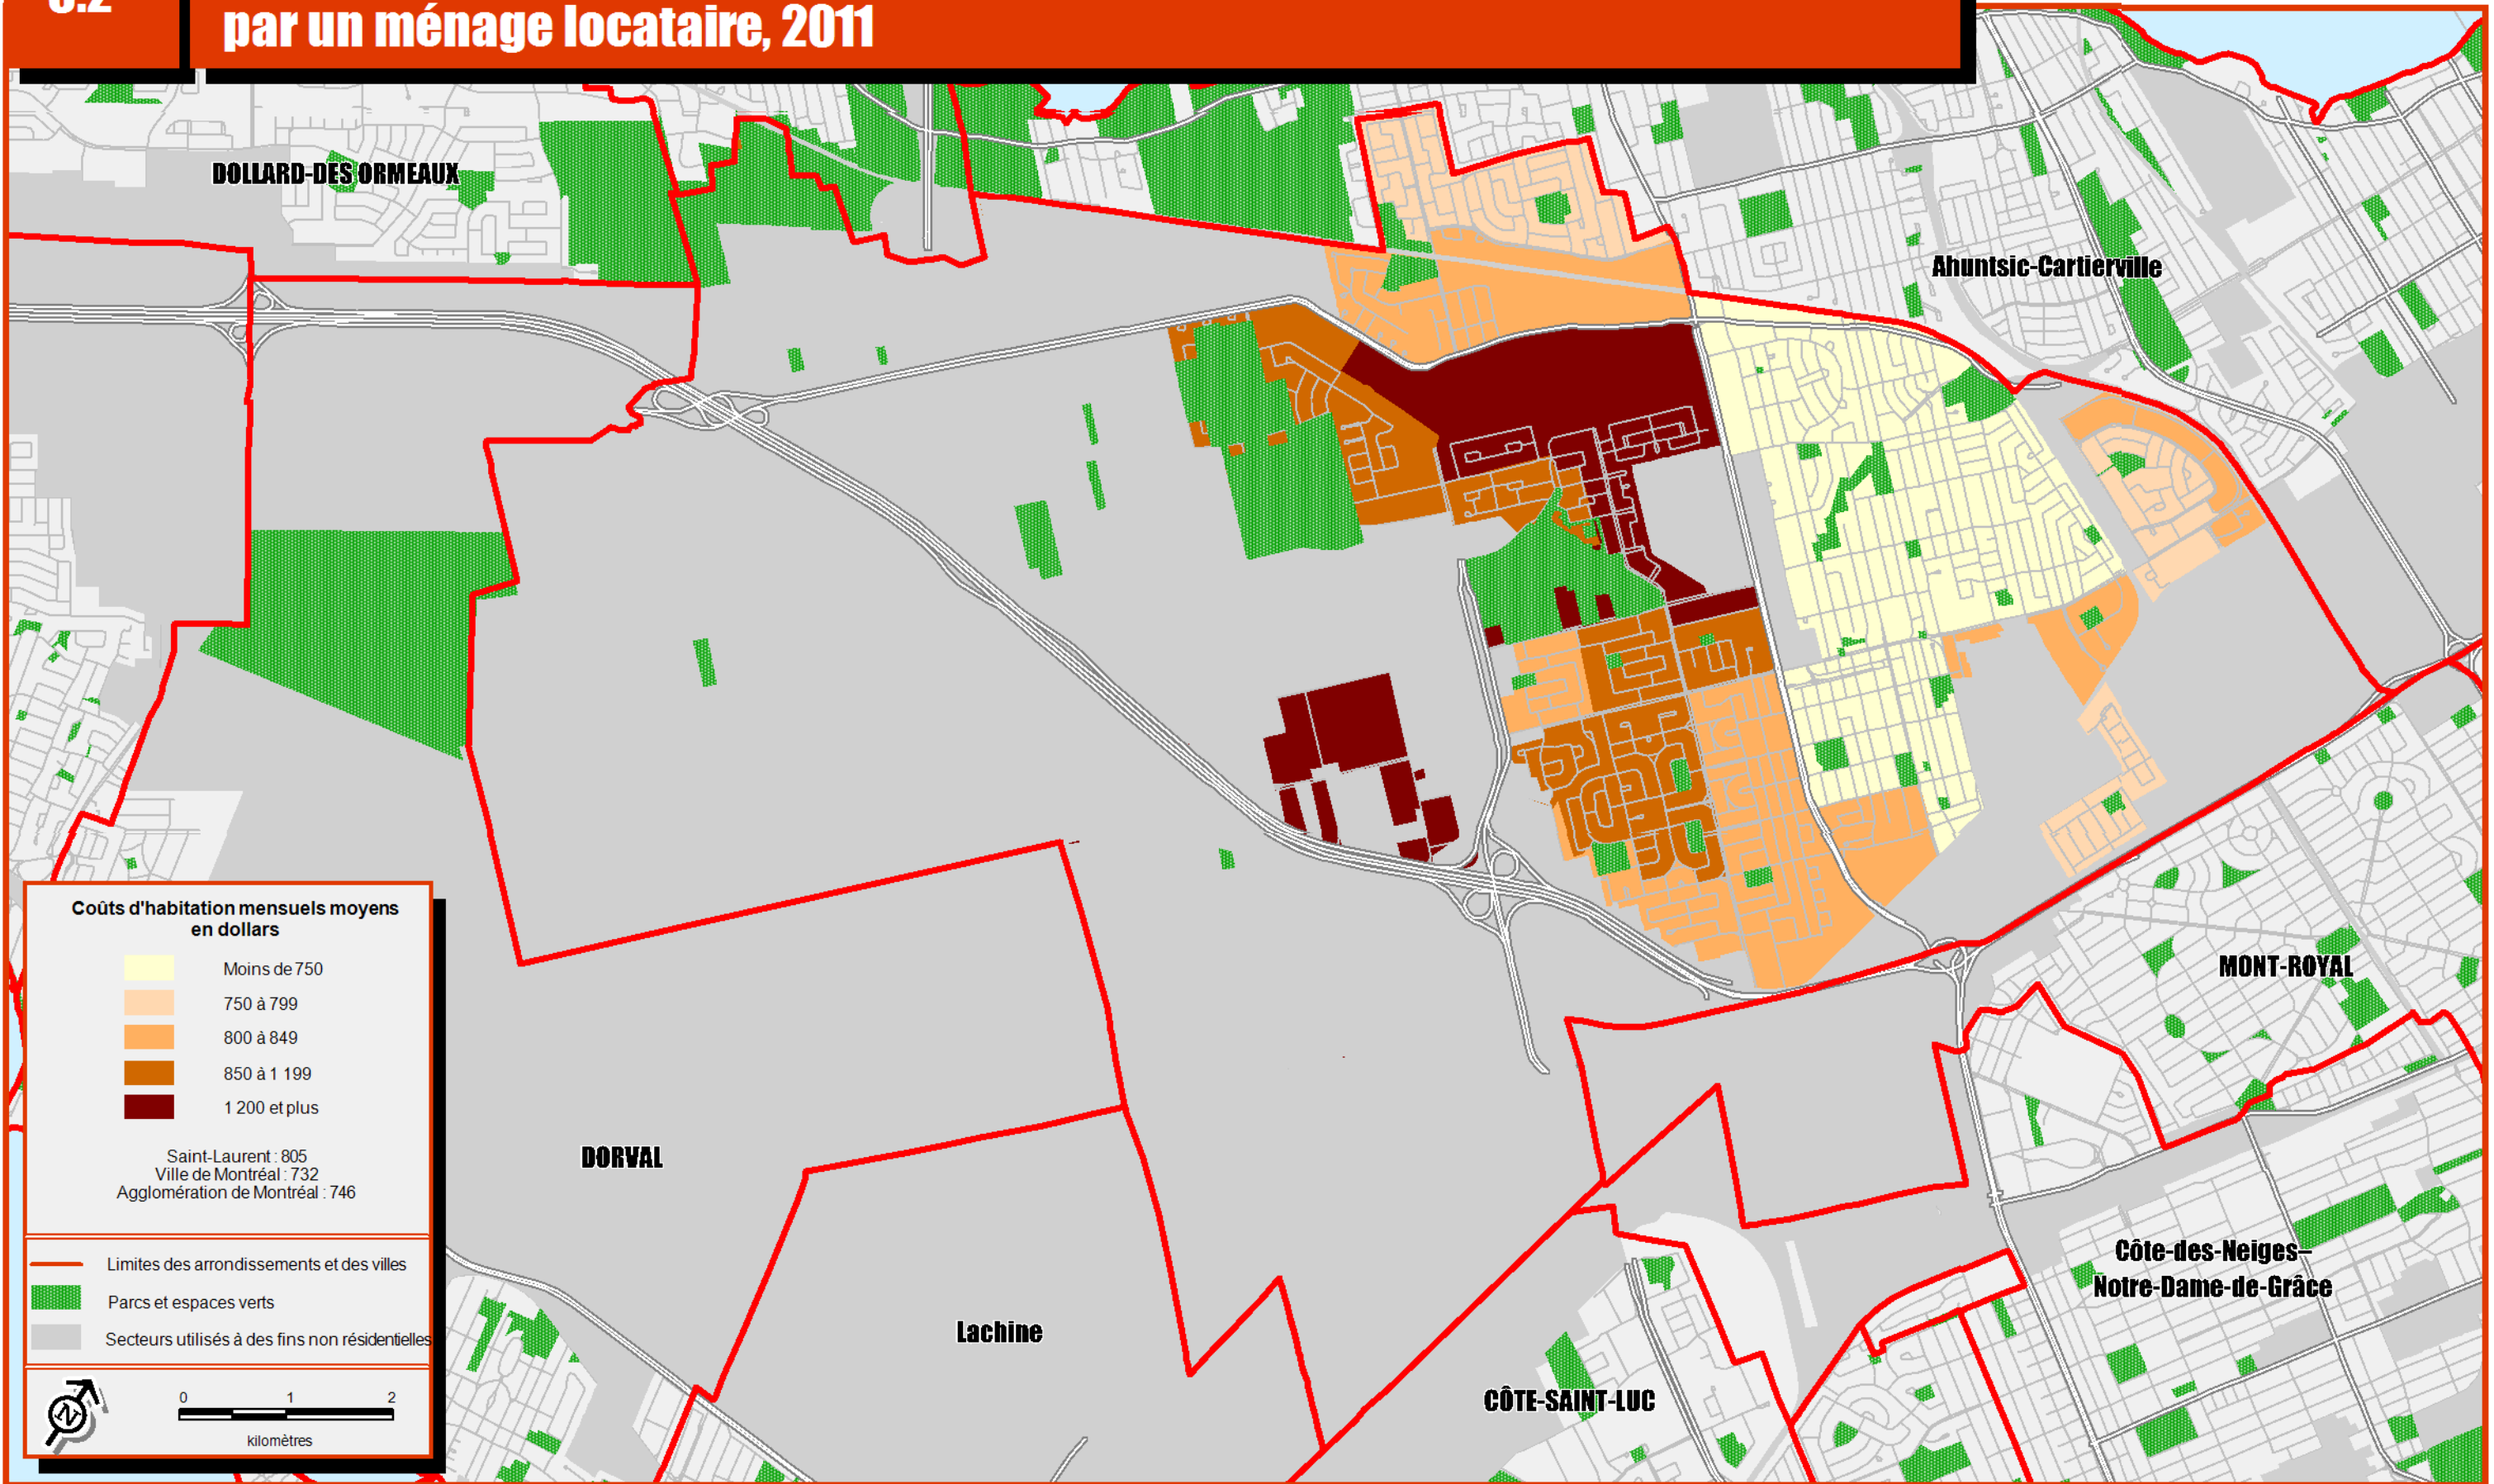 par un ménage locataire, 2011
DOLLARD-DES ORMEAUX
Ahuntsic-Cartierville
MONT-ROYAL
DORVAL
Côte-des-Neiges–
Notre-Dame-de-Grâce
Lachine
CÔTE-SAINT-LUC
Coûts d'habitation mensuels moyens
en dollars
Moins de 750
750 à 799
800 à 849
850 à 1 199
1 200 et plus
Saint-Laurent : 805
Ville de Montréal : 732
Agglomération de Montréal : 746
Limites des arrondissements et des villes
Parcs et espaces verts
Secteurs utilisés à des fins non résidentielles
N
0 1 2
kilomètres